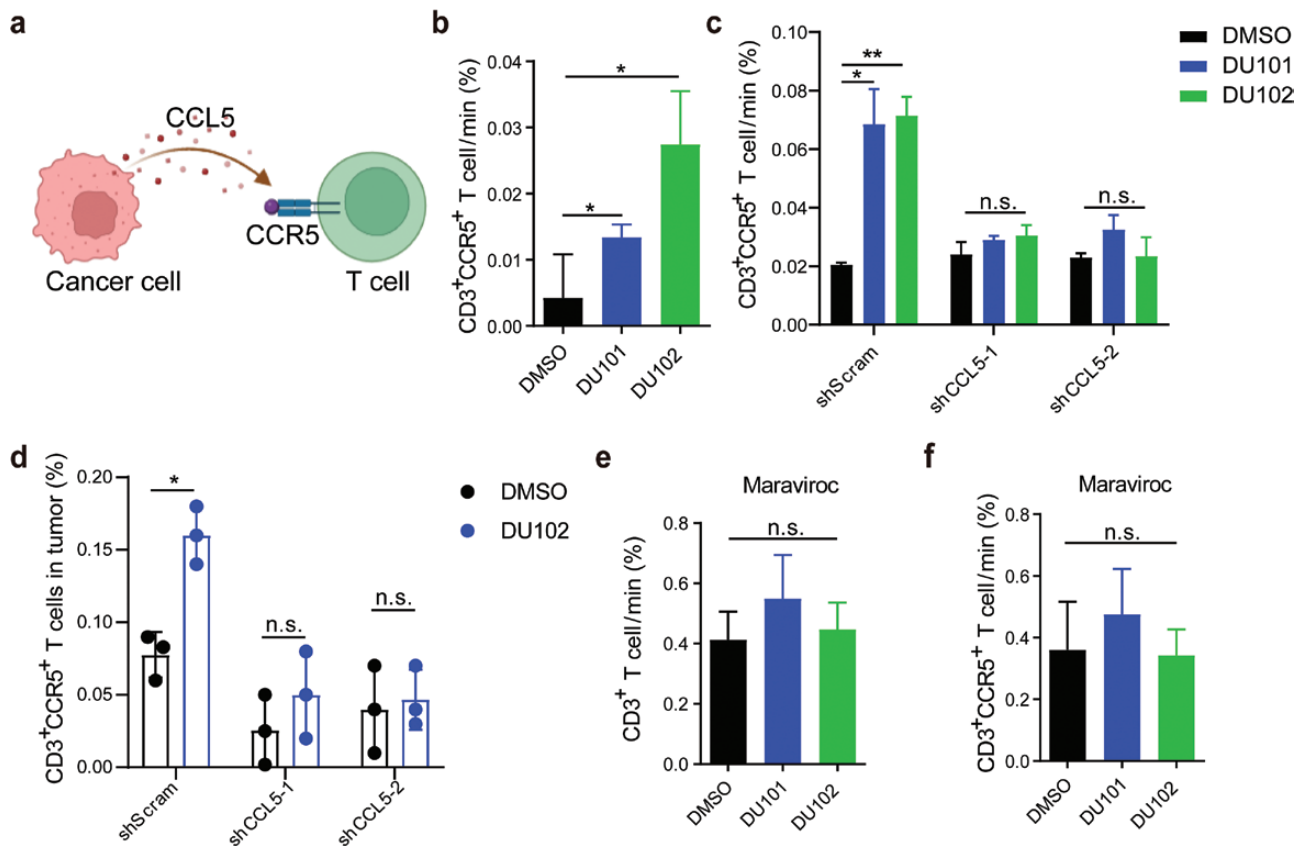 a
CCL5
CCR5
Cancer cell
T cell
b
CD3+CCR5+ T cell/min (%)
0.04
0.03
0.02
0.01
0.00
*
*
DMSO
DU101
DU102
c
CD3+CCR5+ T cell/min (%)
0.10
0.08
0.06
0.04
0.02
0.00
**
*
n.s.
n.s.
shScram
shCCL5-1
shCCL5-2
DMSO
DU101
DU102
d
CD3+CCR5+ T cells in tumor (%)
0.20
0.15
0.10
0.05
0.00
*
n.s.
n.s.
shScram
shCCL5-1
shCCL5-2
DMSO
DU102
e
Maraviroc
CD3+ T cell/min (%)
0.8
0.6
0.4
0.2
0.0
n.s.
DMSO
DU101
DU102
f
Maraviroc
CD3+CCR5+ T cell/min (%)
0.8
0.6
0.4
0.2
0.0
n.s.
DMSO
DU101
DU102